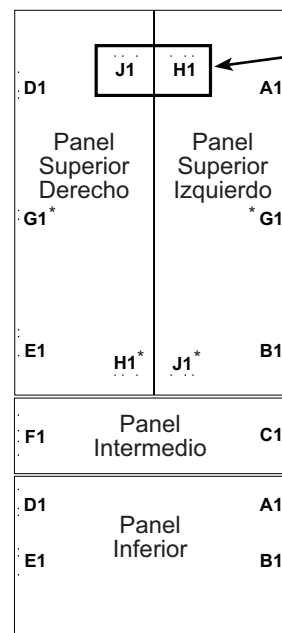 J1 H1
D1 A1
Panel Superior Derecho
Panel Superior Izquierdo
G1* *G1
E1 H1* J1* B1
F1 Panel Intermedio C1
D1 A1
Panel Inferior
E1 B1